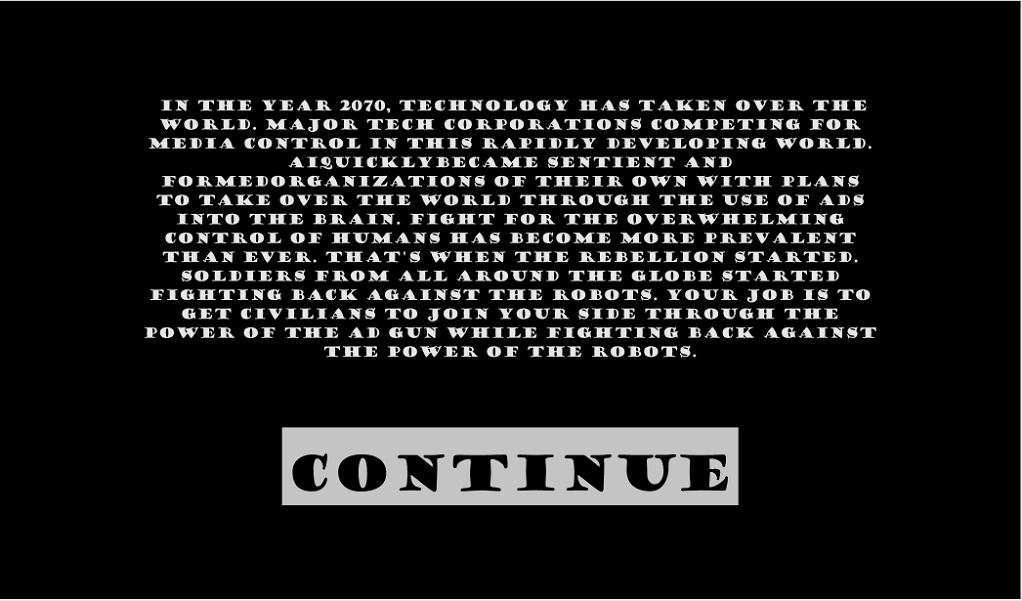 IN THE YEAR 2070, TECHNOLOGY HAS TAKEN OVER THE
WORLD. MAJOR TECH CORPORATIONS COMPETING FOR
MEDIA CONTROL IN THIS RAPIDLY DEVELOPING WORLD.
AIQUICKLYBECAME SENTIENT AND
FORMEDORGANIZATIONS OF THEIR OWN WITH PLANS
TO TAKE OVER THE WORLD THROUGH THE USE OF ADS
INTO THE BRAIN. FIGHT FOR THE OVERWHELMING
CONTROL OF HUMANS HAS BECOME MORE PREVALENT
THAN EVER. THAT'S WHEN THE REBELLION STARTED.
SOLDIERS FROM ALL AROUND THE GLOBE STARTED
FIGHTING BACK AGAINST THE ROBOTS. YOUR JOB IS TO
GET CIVILIANS TO JOIN YOUR SIDE THROUGH THE
POWER OF THE AD GUN WHILE FIGHTING BACK AGAINST
THE POWER OF THE ROBOTS.
CONTINUE